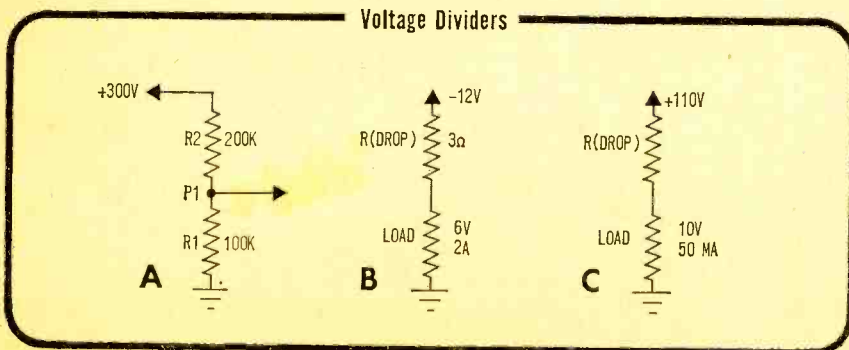 Voltage Dividers
+300V
R2 200K
P1
R1 100K
A
-12V
R(DROP) 3Ω
LOAD 6V
2A
B
+110V
R(DROP)
LOAD 10V
50 MA
C